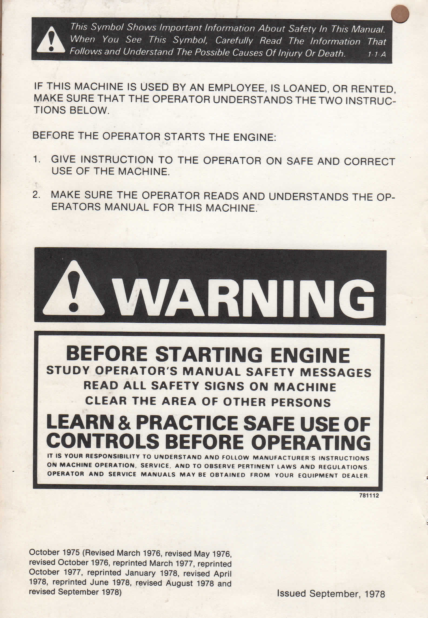 This Symbol Shows Important Information About Safety In This Manual.
When You See This Symbol, Carefully Read The Information That
Follows and Understand The Possible Causes Of Injury Or Death. 1-1-A
IF THIS MACHINE IS USED BY AN EMPLOYEE, IS LOANED, OR RENTED,
MAKE SURE THAT THE OPERATOR UNDERSTANDS THE TWO INSTRUC-
TIONS BELOW.
BEFORE THE OPERATOR STARTS THE ENGINE:
1. GIVE INSTRUCTION TO THE OPERATOR ON SAFE AND CORRECT
USE OF THE MACHINE.
2. MAKE SURE THE OPERATOR READS AND UNDERSTANDS THE OP-
ERATORS MANUAL FOR THIS MACHINE.
WARNING
BEFORE STARTING ENGINE
STUDY OPERATOR'S MANUAL SAFETY MESSAGES
READ ALL SAFETY SIGNS ON MACHINE
CLEAR THE AREA OF OTHER PERSONS
LEARN & PRACTICE SAFE USE OF
CONTROLS BEFORE OPERATING
IT IS YOUR RESPONSIBILITY TO UNDERSTAND AND FOLLOW MANUFACTURER'S INSTRUCTIONS
ON MACHINE OPERATION, SERVICE, AND TO OBSERVE PERTINENT LAWS AND REGULATIONS
OPERATOR AND SERVICE MANUALS MAY BE OBTAINED FROM YOUR EQUIPMENT DEALER.
781112
October 1975 (Revised March 1976, revised May 1976,
revised October 1976, reprinted March 1977, reprinted
October 1977, reprinted January 1978, revised April
1978, reprinted June 1978, revised August 1978 and
revised September 1978)
Issued September, 1978